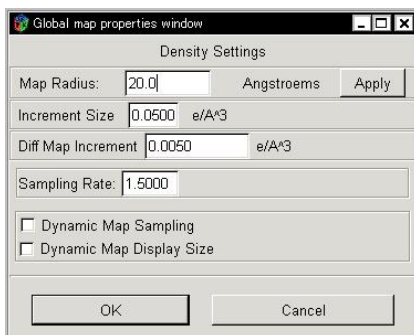 Global map properties window
Density Settings
Map Radius: 20.0 Angstroems Apply
Increment Size 0.0500 e/A^3
Diff Map Increment 0.0050 e/A^3
Sampling Rate: 1.5000
Dynamic Map Sampling
Dynamic Map Display Size
OK Cancel